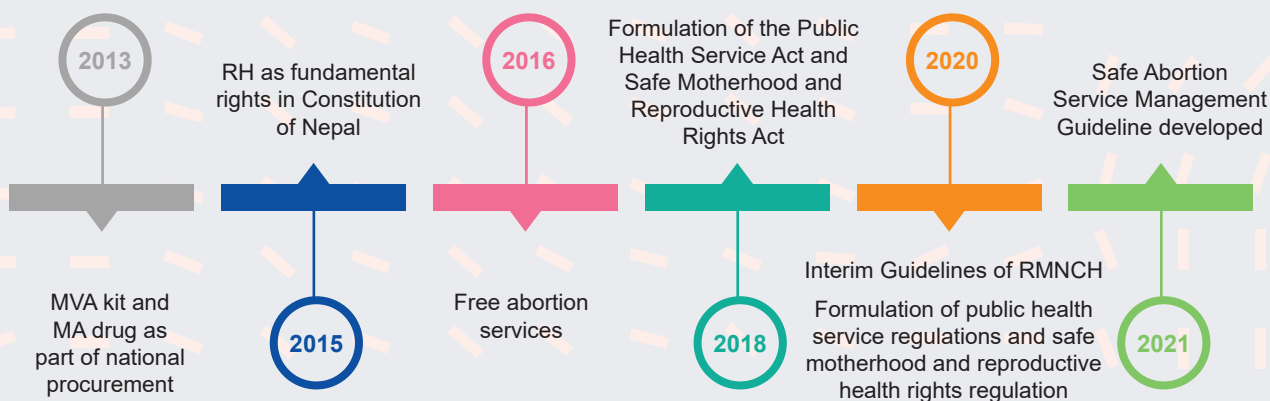 2013
MVA kit and
MA drug as
part of national
procurement
RH as fundamental
rights in Constitution
of Nepal
2015
2016
Free abortion
services
Formulation of the Public
Health Service Act and
Safe Motherhood and
Reproductive Health
Rights Act
2018
2020
Interim Guidelines of RMNCH
Formulation of public health
service regulations and safe
motherhood and reproductive
health rights regulation
Safe Abortion
Service Management
Guideline developed
2021